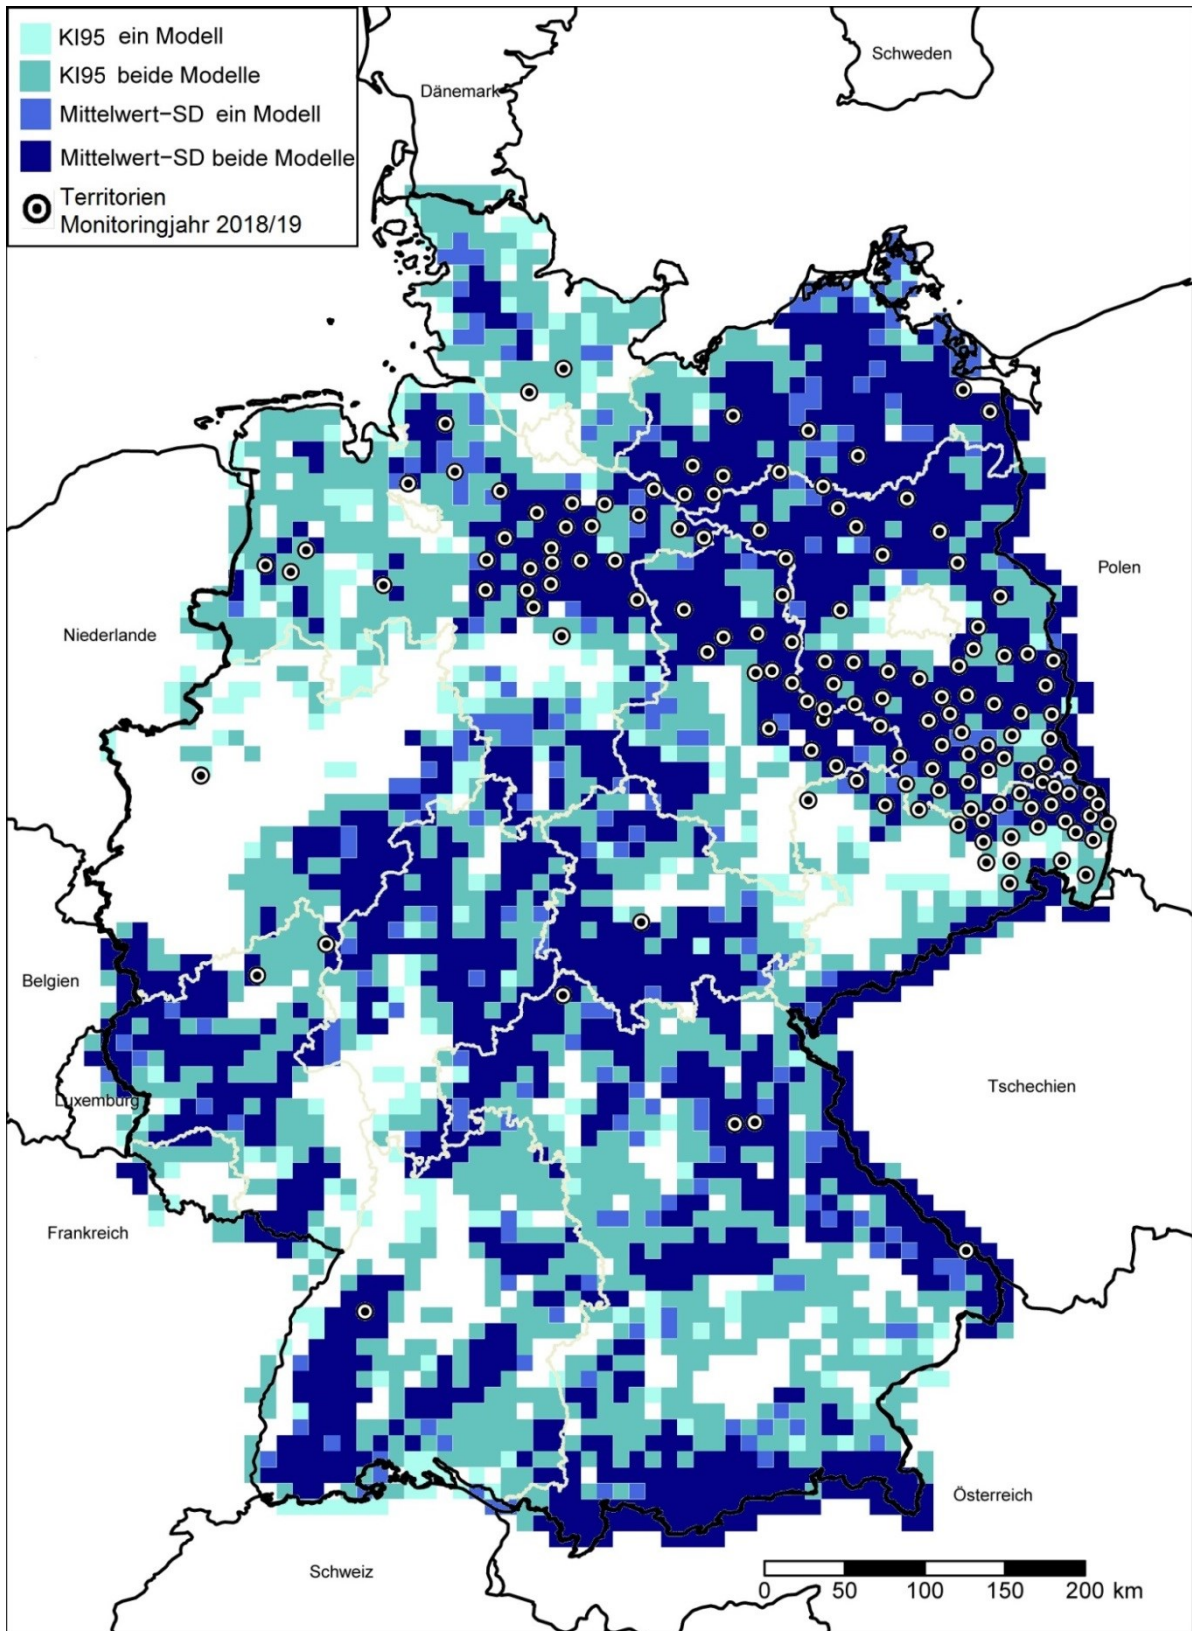 KI95 ein Modell
KI95 beide Modelle
Mittelwert−SD ein Modell
Mittelwert−SD beide Modelle
Territorien
Monitoringjahr 2018/19
Schweden
Dänemark
Polen
Niederlande
Belgien
Luxemburg
Tschechien
Frankreich
Österreich
Schweiz
0 50 100 150 200 km